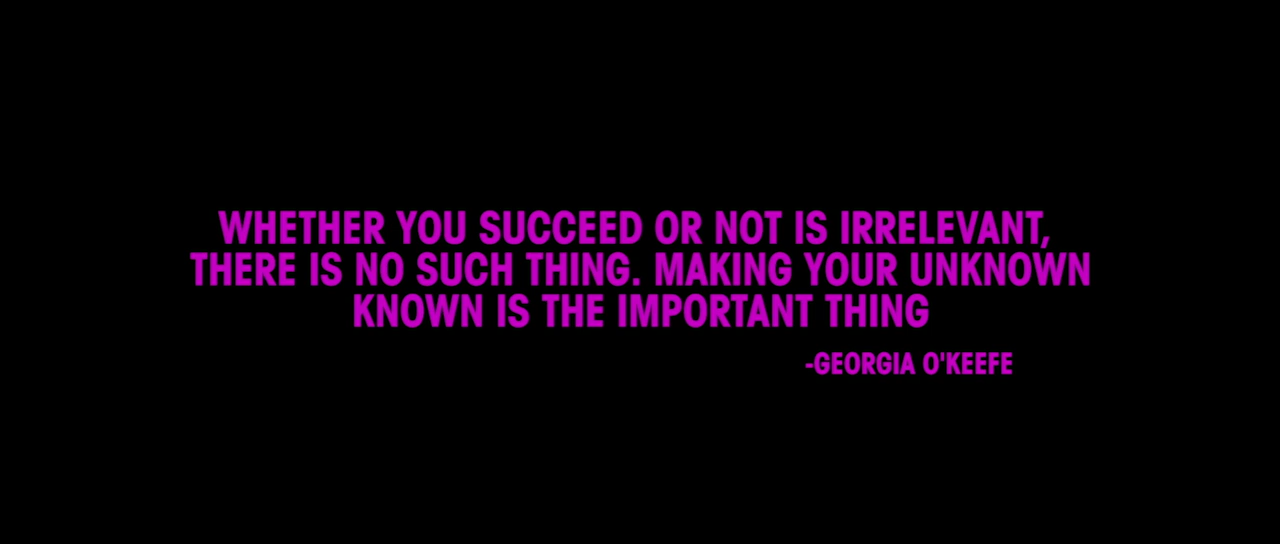 WHETHER YOU SUCCEED OR NOT IS IRRELEVANT,
THERE IS NO SUCH THING. MAKING YOUR UNKNOWN
KNOWN IS THE IMPORTANT THING
-GEORGIA O'KEEFE